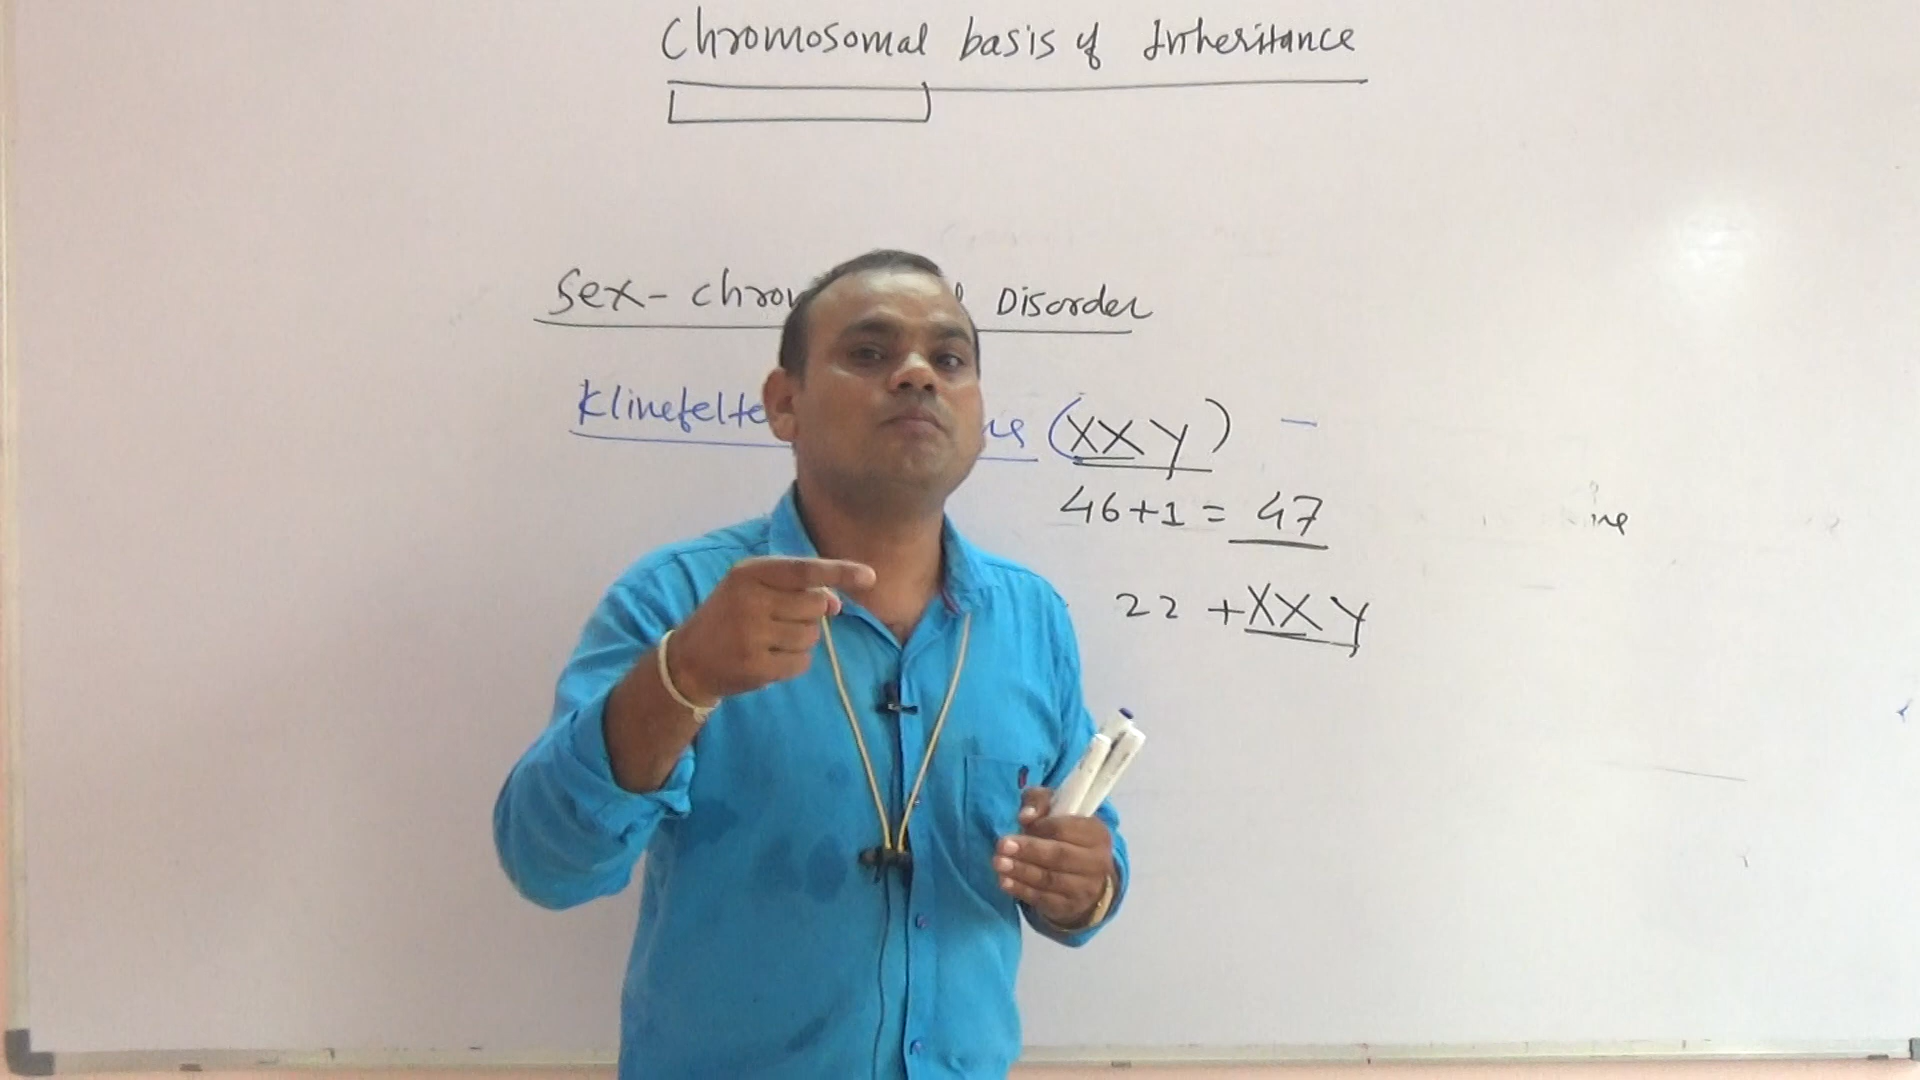 Chromosomal basis of Inheritance
Sex- chro Disorder
Klinefelte (XXY) -
46+1 = 47
22 +XXY